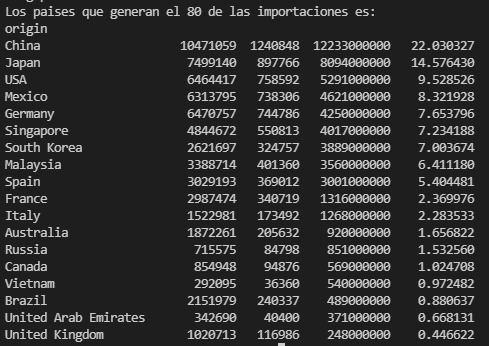 Los paises que generan el 80 de las importaciones es:
origin
China 10471059 1240848 12233000000 22.030327
Japan 7499140 897766 8094000000 14.576430
USA 6464417 758592 5291000000 9.528526
Mexico 6313795 738306 4621000000 8.321928
Germany 6470757 744786 4250000000 7.653796
Singapore 4844672 550813 4017000000 7.234188
South Korea 2621697 324757 3889000000 7.003674
Malaysia 3388714 401360 3560000000 6.411180
Spain 3029193 369012 3001000000 5.404481
France 2987474 340719 1316000000 2.369976
Italy 1522981 173492 1268000000 2.283533
Australia 1872261 205632 920000000 1.656822
Russia 715575 84798 851000000 1.532560
Canada 854948 94876 569000000 1.024708
Vietnam 292095 36360 540000000 0.972482
Brazil 2151979 240337 489000000 0.880637
United Arab Emirates 342690 40400 371000000 0.668131
United Kingdom 1020713 116986 248000000 0.446622